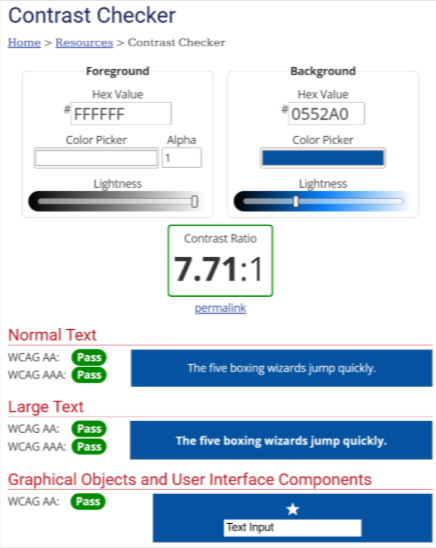 Contrast Checker
Home > Resources > Contrast Checker
Foreground
Hex Value
# FFFFFF
Color Picker Alpha
1
Lightness
Background
Hex Value
# 0552A0
Color Picker
Lightness
Contrast Ratio
7.71:1
permalink
Normal Text
WCAG AA: Pass
WCAG AAA: Pass
The five boxing wizards jump quickly.
Large Text
WCAG AA: Pass
WCAG AAA: Pass
The five boxing wizards jump quickly.
Graphical Objects and User Interface Components
WCAG AA: Pass
Text Input